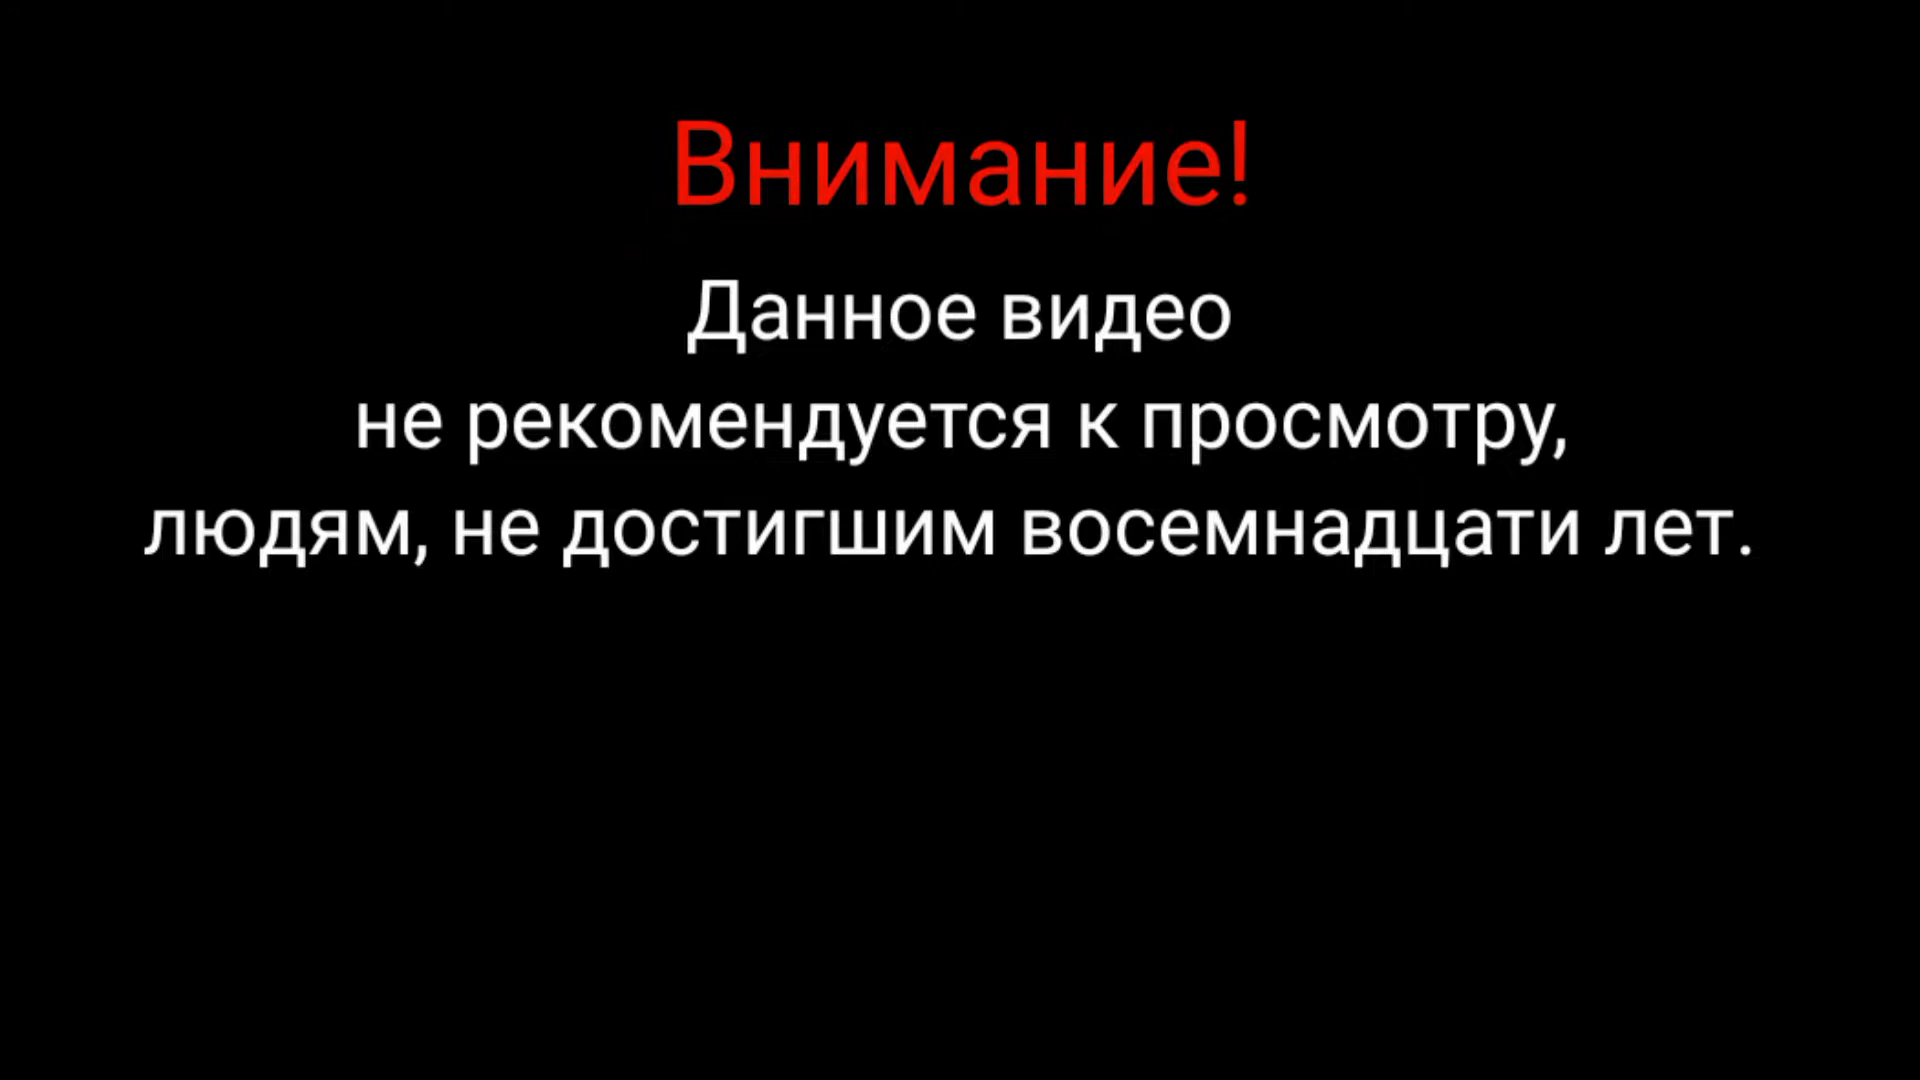 Внимание!
Данное видео
не рекомендуется к просмотру,
людям, не достигшим восемнадцати лет.